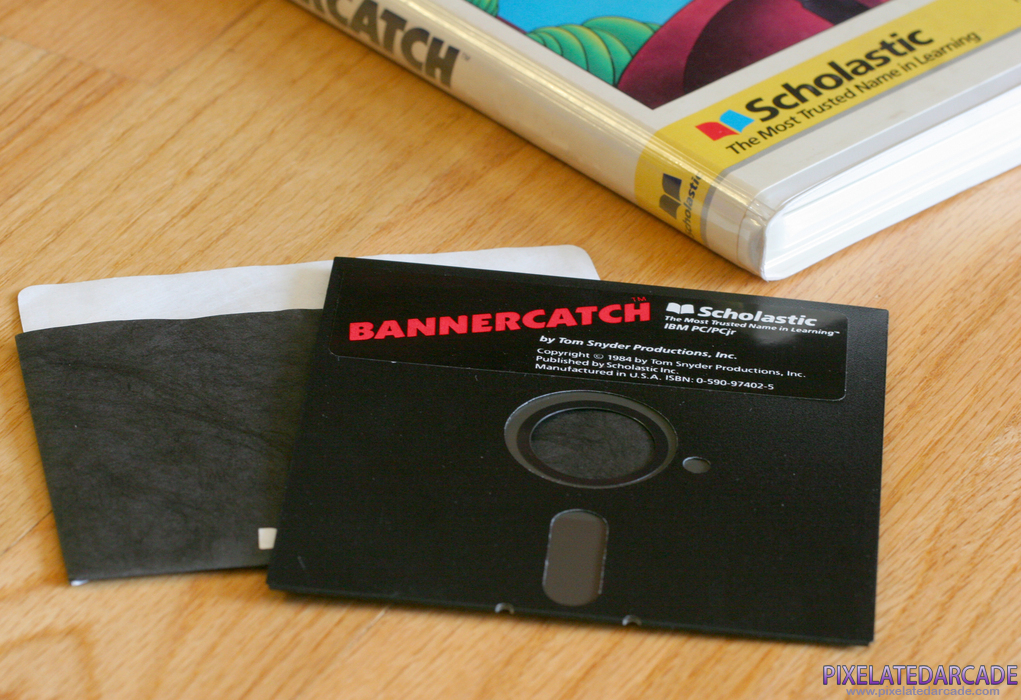 RCATCH™
Scholastic
The Most Trusted Name in Learning
Scholastic
BANNERCATCH™
Scholastic
The Most Trusted Name in Learning™
IBM PC/PCjr
by Tom Snyder Productions, Inc.
Copyright © 1984 by Tom Snyder Productions, Inc.
Published by Scholastic Inc.
Manufactured in U.S.A. ISBN: 0-590-97402-5
PIXELATEDARCADE
www.pixelatedarcade.com